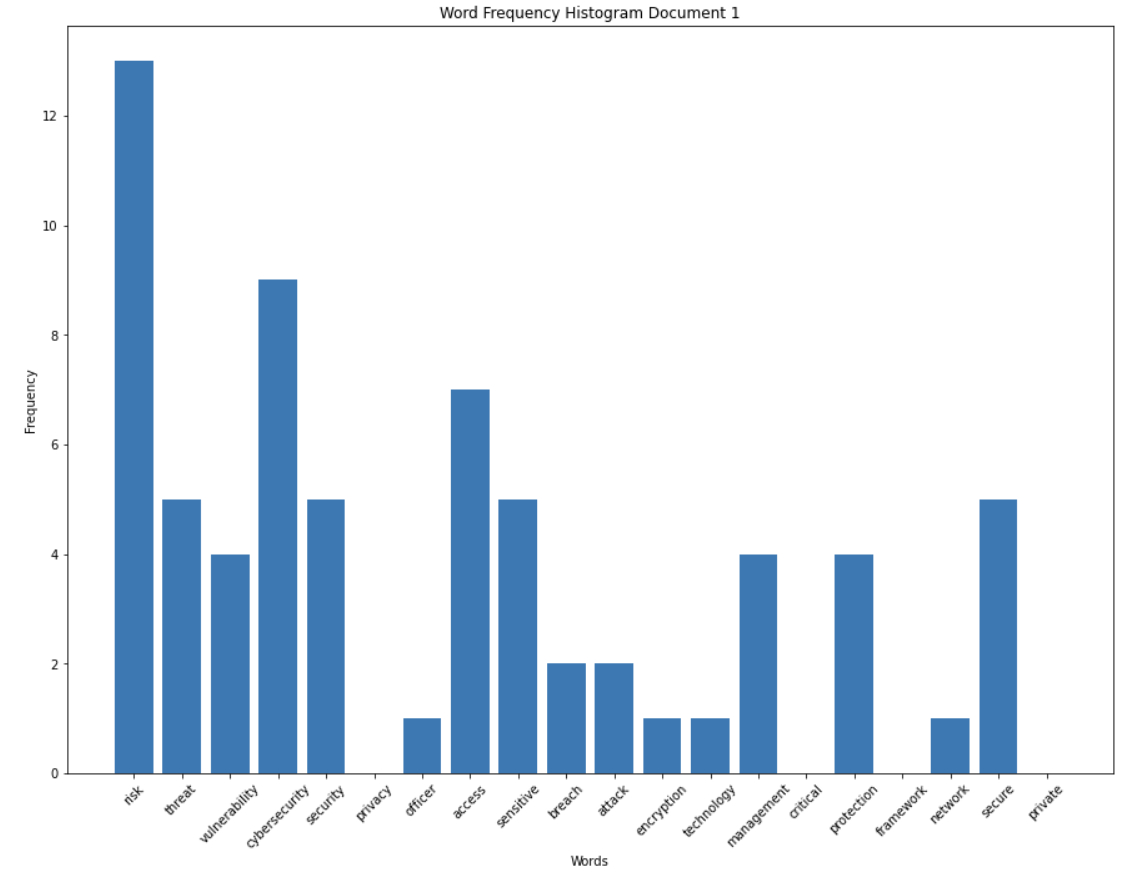 Word Frequency Histogram Document 1
12
10
8
6
4
2
0
Frequency
risk
threat
vulnerability
cybersecurity
security
privacy
officer
access
sensitive
breach
attack
encryption
technology
management
critical
protection
framework
network
secure
private
Words